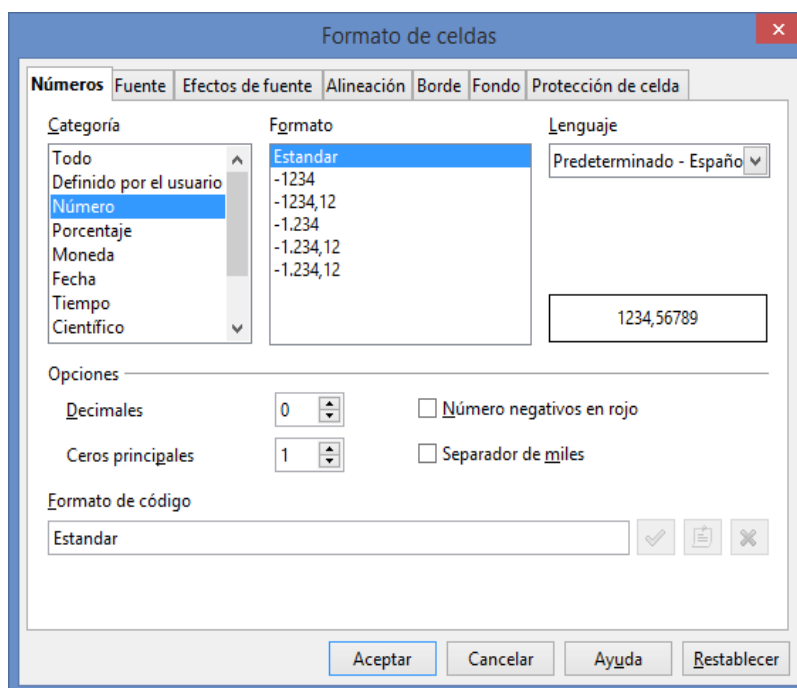 Formato de celdas
Números Fuente Efectos de fuente Alineación Borde Fondo Protección de celda
Categoría
Todo
Definido por el usuario
Número
Porcentaje
Moneda
Fecha
Tiempo
Científico
Formato
Estandar
-1234
-1234,12
-1.234
-1.234,12
-1.234,12
Lenguaje
Predeterminado - Españo
1234,56789
Opciones
Decimales 0
Número negativos en rojo
Ceros principales 1
Separador de miles
Formato de código
Estandar
Aceptar Cancelar Ayuda Restablecer